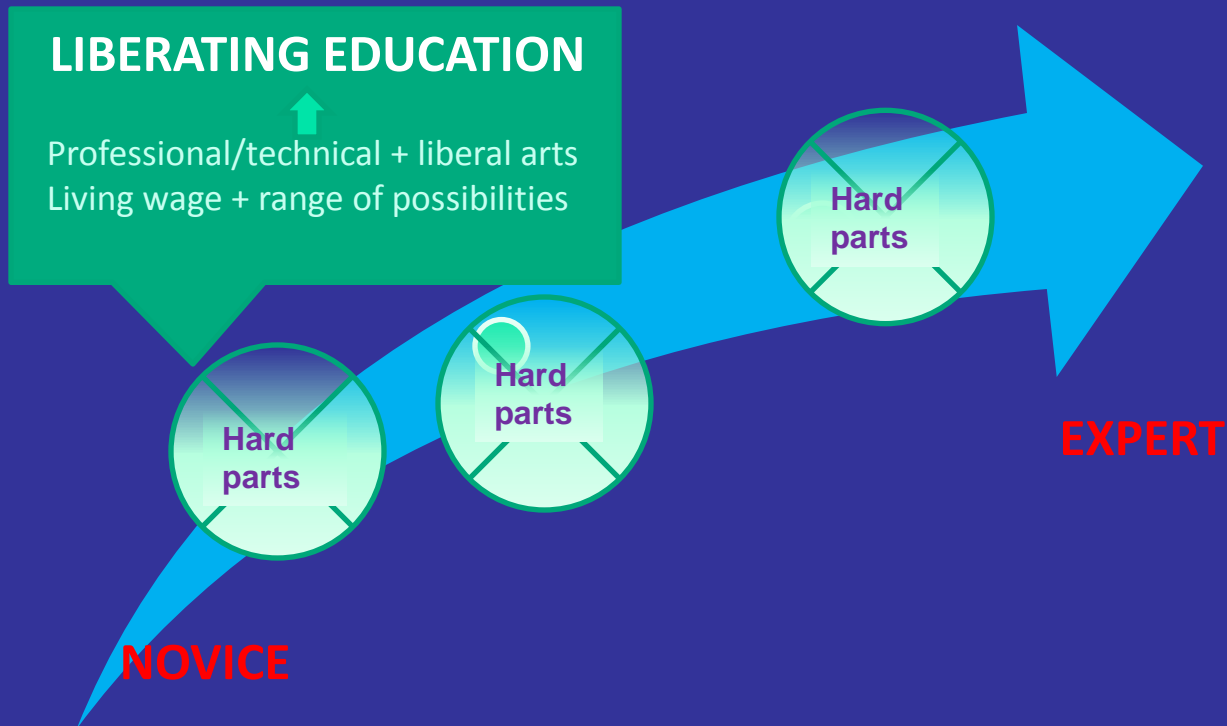 LIBERATING EDUCATION
Professional/technical + liberal arts
Living wage + range of possibilities
Hard
parts
Hard
parts
Hard
parts
EXPERT
NOVICE